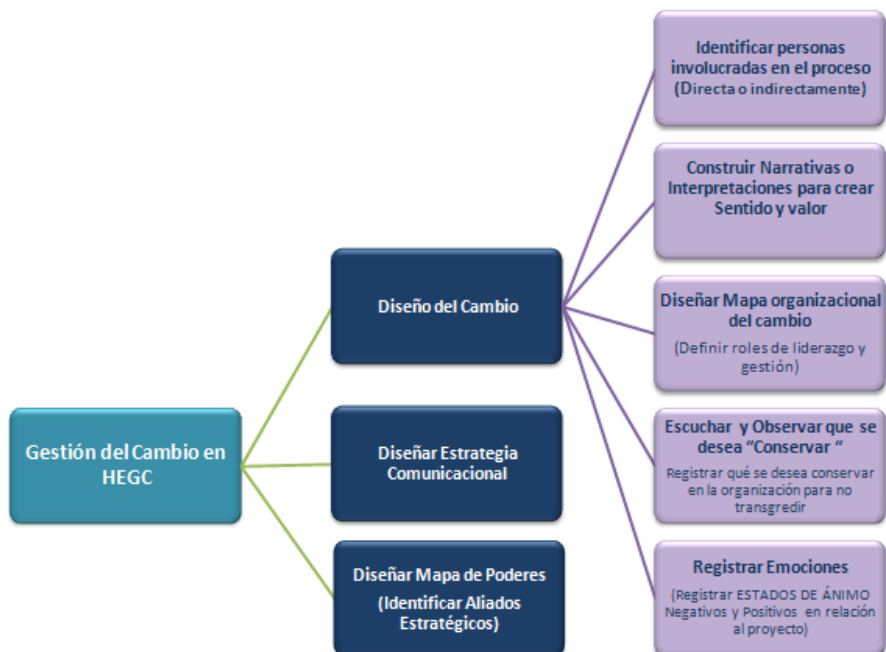 Gestión del Cambio en
HEGC
Diseño del Cambio
Diseñar Estrategia
Comunicacional
Diseñar Mapa de Poderes
(Identificar Aliados
Estratégicos)
Identificar personas
involucradas en el proceso
(Directa o indirectamente)
Construir Narrativas o
Interpretaciones para crear
Sentido y valor
Diseñar Mapa organizacional
del cambio
(Definir roles de liderazgo y
gestión)
Escuchar y Observar que se
desea "Conservar "
Registrar qué se desea conservar
en la organización para no
transgredir
Registrar Emociones
(Registrar ESTADOS DE ÁNIMO
Negativos y Positivos en relación
al proyecto)